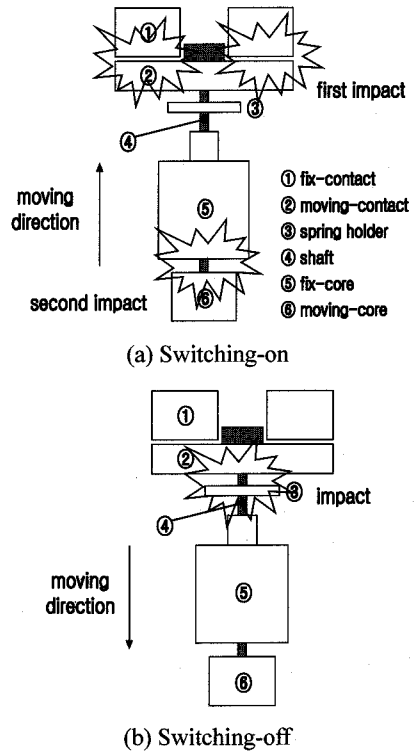 ①
②
first impact
③
④
moving
direction
⑤
① fix-contact
② moving-contact
③ spring holder
④ shaft
⑤ fix-core
⑥ moving-core
second impact
⑥
(a) Switching-on
①
②
③
impact
④
moving
direction
⑤
⑥
(b) Switching-off